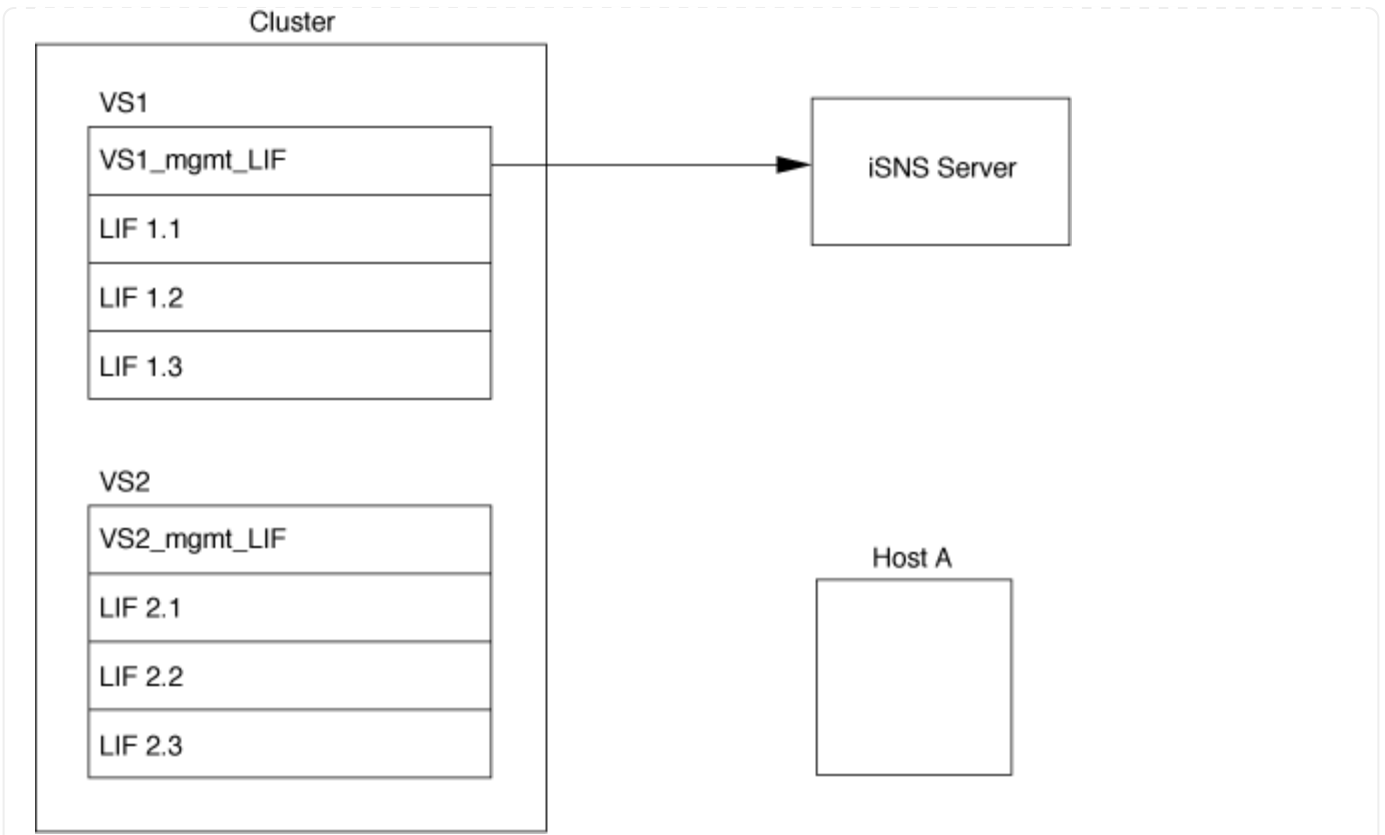 Cluster
VS1
VS1_mgmt_LIF
LIF 1.1
LIF 1.2
LIF 1.3
iSNS Server
VS2
VS2_mgmt_LIF
LIF 2.1
LIF 2.2
LIF 2.3
Host A